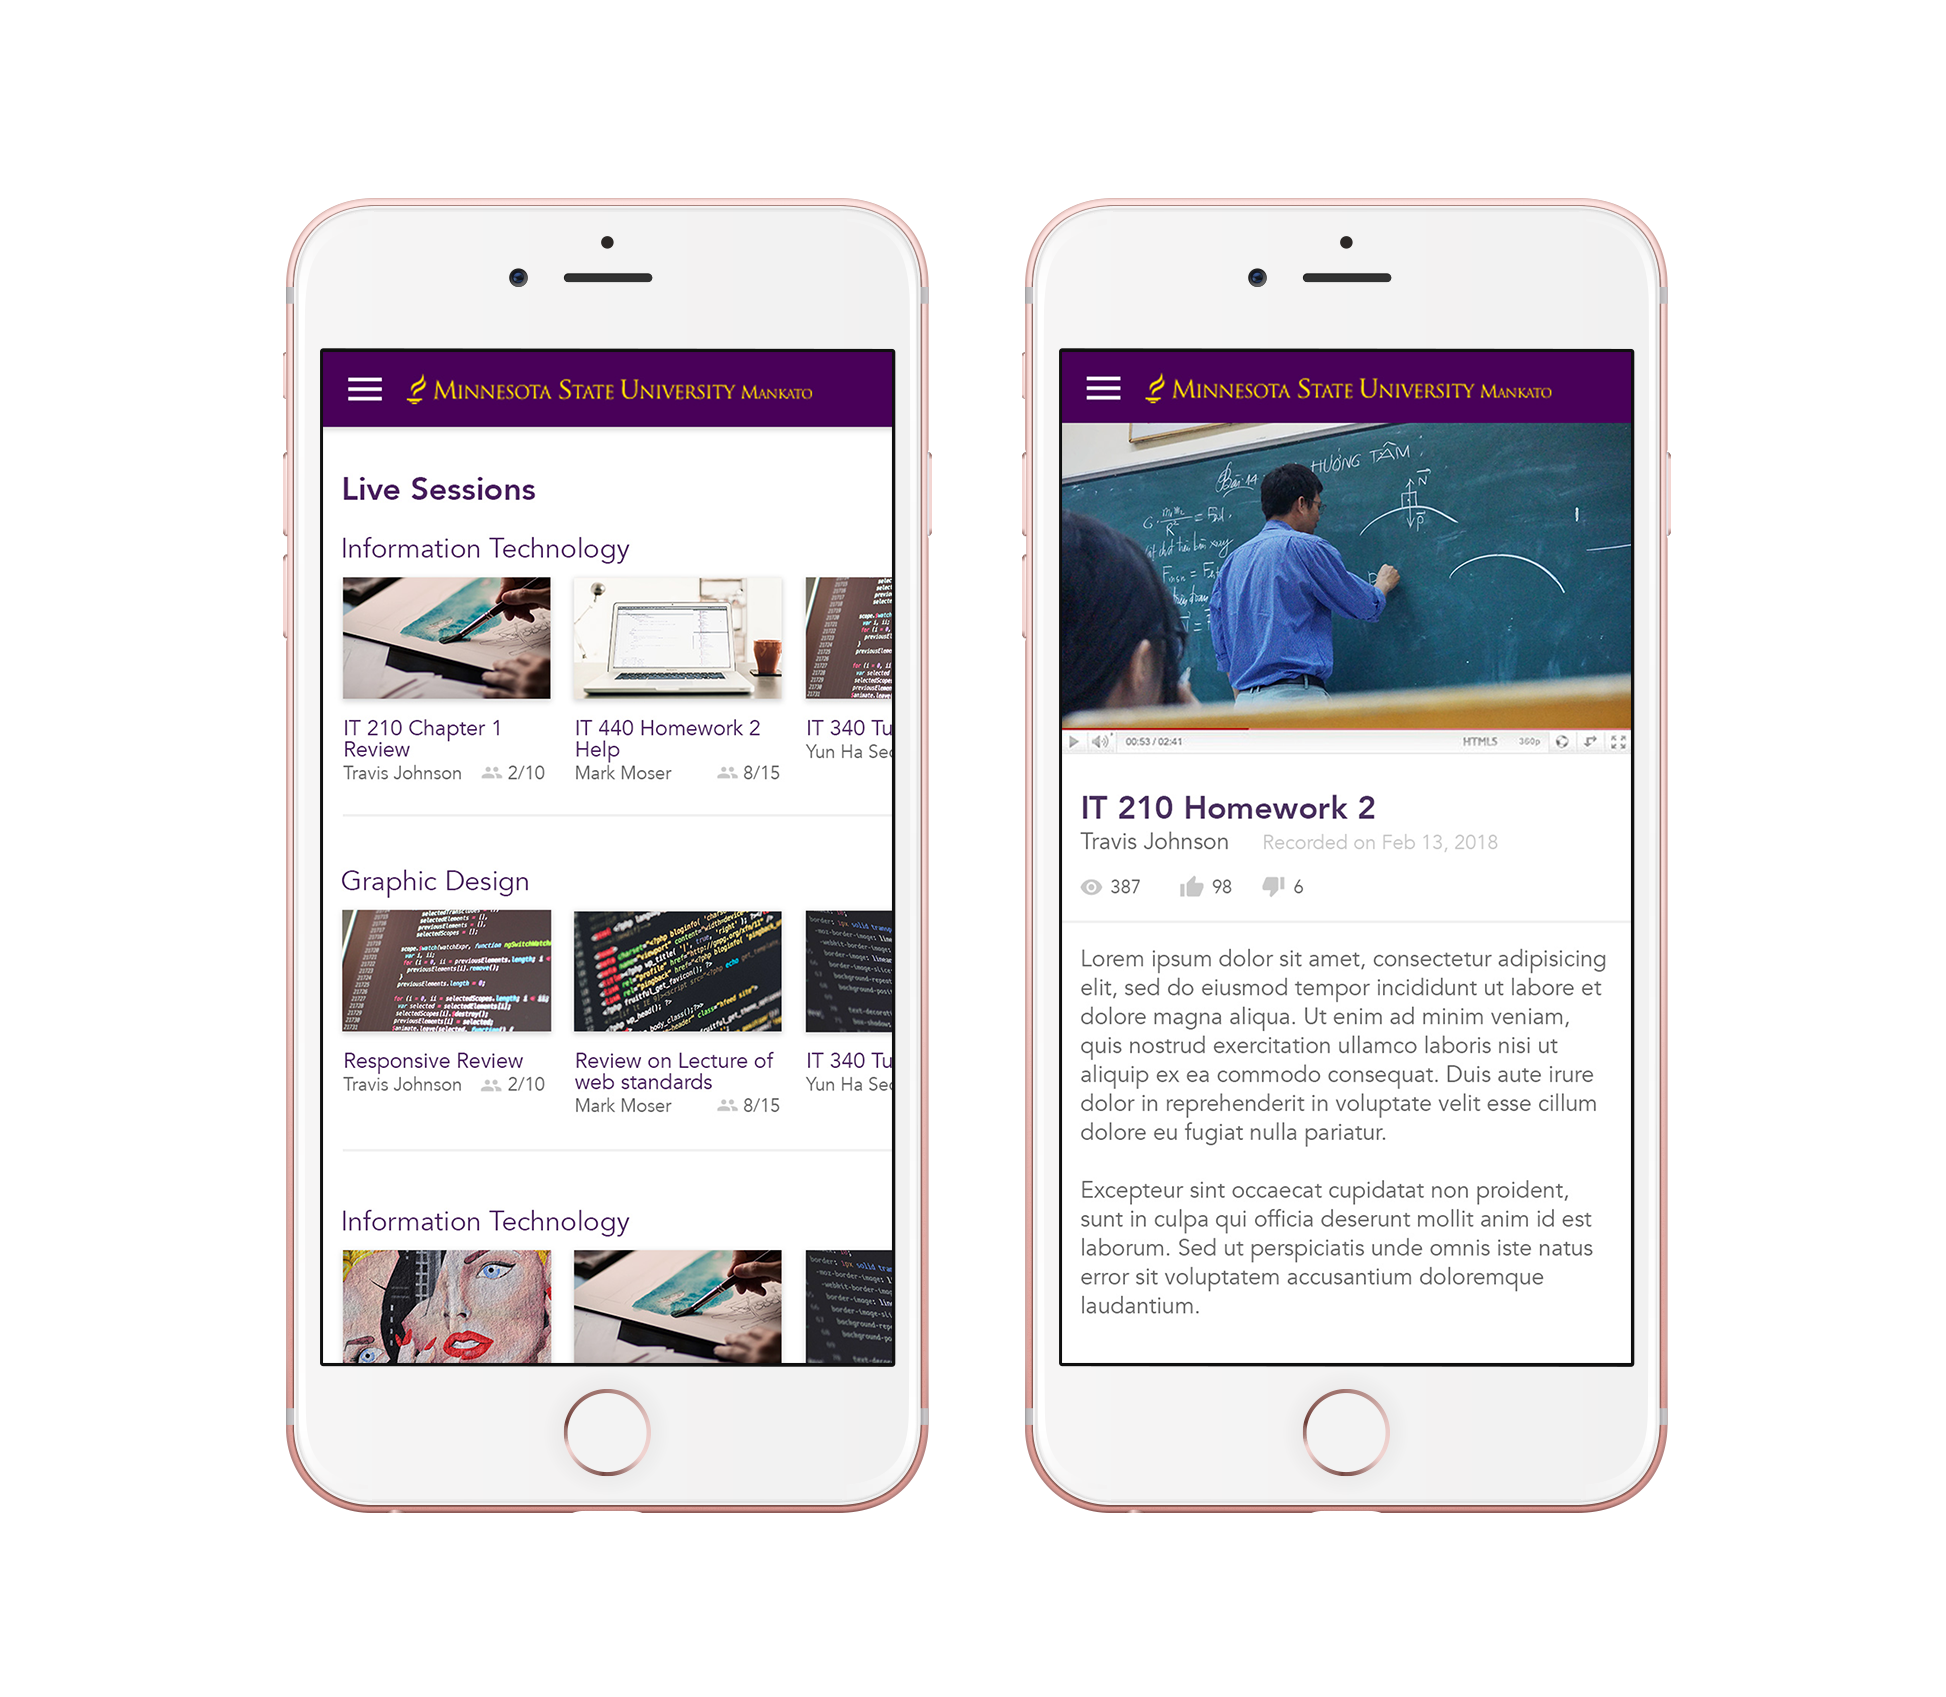 MINNESOTA STATE UNIVERSITY MANKATO
Live Sessions
Information Technology
IT 210 Chapter 1
Review
Travis Johnson 2/10
IT 440 Homework 2
Help
Mark Moser 8/15
IT 340 Tu
Yun Ha Seo
Graphic Design
Responsive Review
Travis Johnson 2/10
Review on Lecture of
web standards
Mark Moser 8/15
IT 340 Tu
Yun Ha Seo
Information Technology
MINNESOTA STATE UNIVERSITY MANKATO
HƯỚNG TÂM
00:53 / 02:41
HTML5 360p
IT 210 Homework 2
Travis Johnson Recorded on Feb 13, 2018
387 98 6
Lorem ipsum dolor sit amet, consectetur adipisicing
elit, sed do eiusmod tempor incididunt ut labore et
dolore magna aliqua. Ut enim ad minim veniam,
quis nostrud exercitation ullamco laboris nisi ut
aliquip ex ea commodo consequat. Duis aute irure
dolor in reprehenderit in voluptate velit esse cillum
dolore eu fugiat nulla pariatur.
Excepteur sint occaecat cupidatat non proident,
sunt in culpa qui officia deserunt mollit anim id est
laborum. Sed ut perspiciatis unde omnis iste natus
error sit voluptatem accusantium doloremque
laudantium.